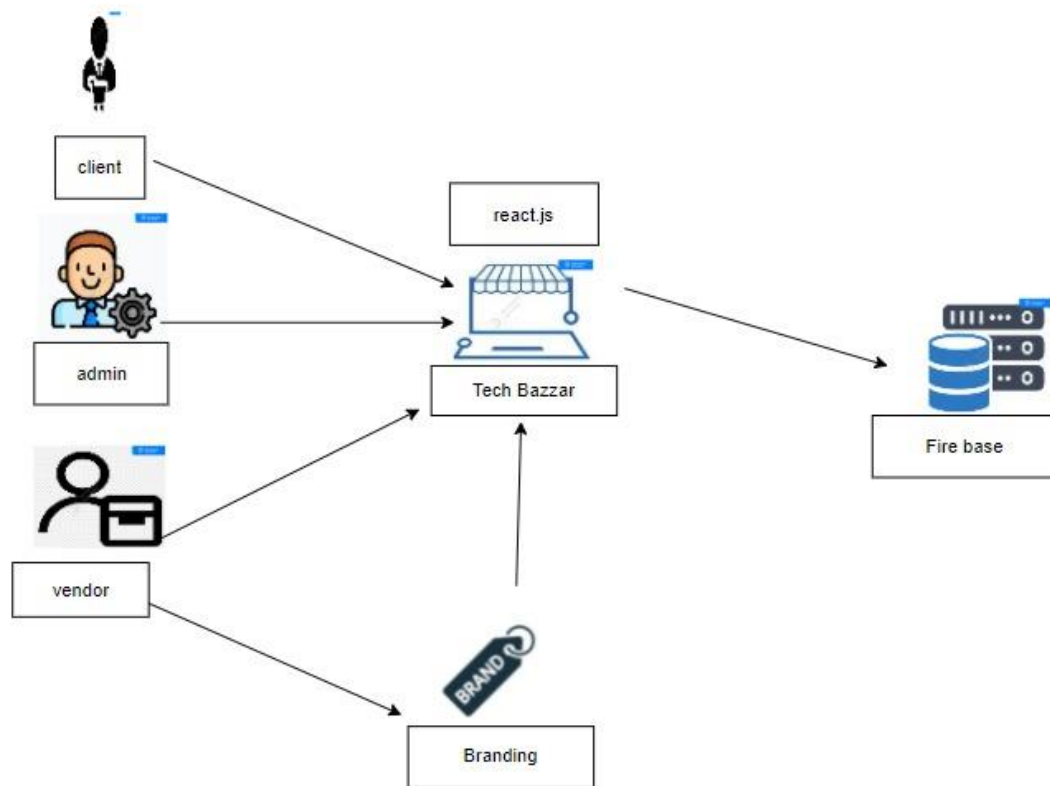 client
react.js
admin
Tech Bazzar
Fire base
vendor
BRAND
Branding